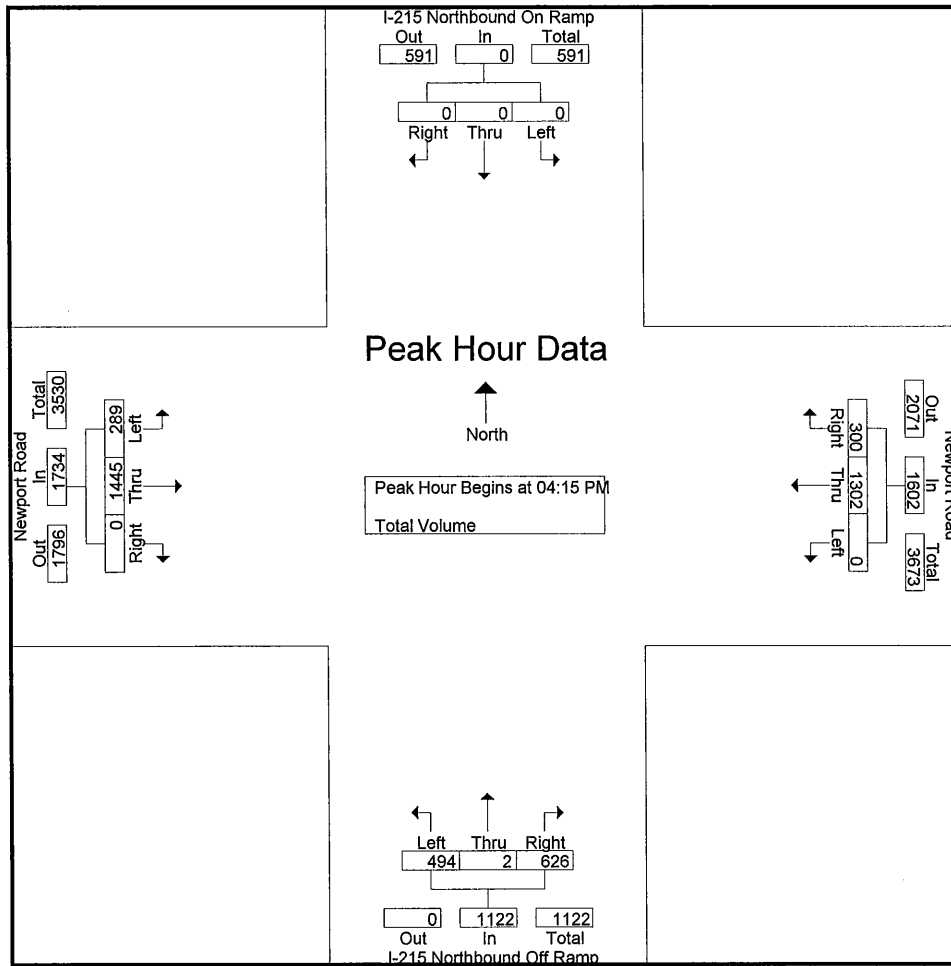 I-215 Northbound On Ramp
Out In Total
591 0 591
0 0 0
Right Thru Left
Peak Hour Data
North
Peak Hour Begins at 04:15 PM
Total Volume
Newport Road
Out In Total
1796 1734 3530
289 1445 0
Left Thru Right
Newport Road
Out In Total
2071 1602 3673
300 1302 0
Right Thru Left
Left Thru Right
494 2 626
0 1122 1122
Out In Total
I-215 Northbound Off Ramp